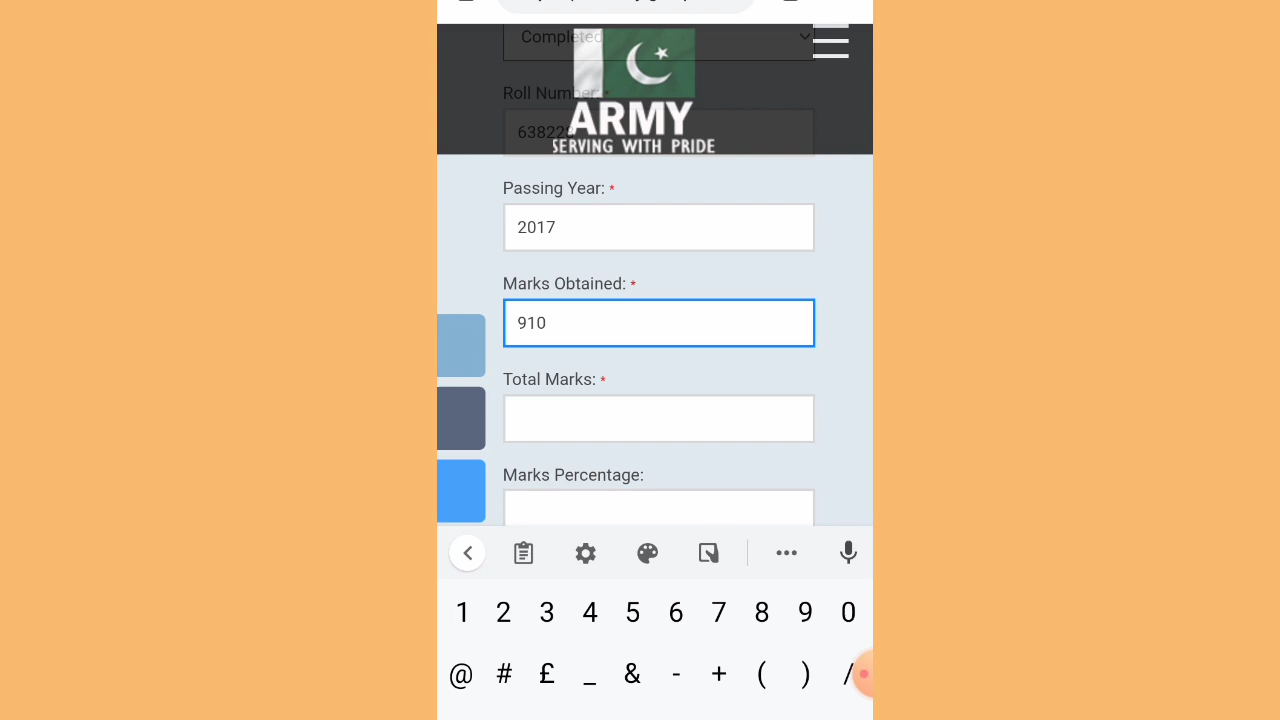 Completed
ARMY
SERVING WITH PRIDE
Roll Number: *
Passing Year: *
2017
Marks Obtained: *
910
Total Marks: *
Marks Percentage:
1 2 3 4 5 6 7 8 9 0
@ # £ _ & - + ( ) /